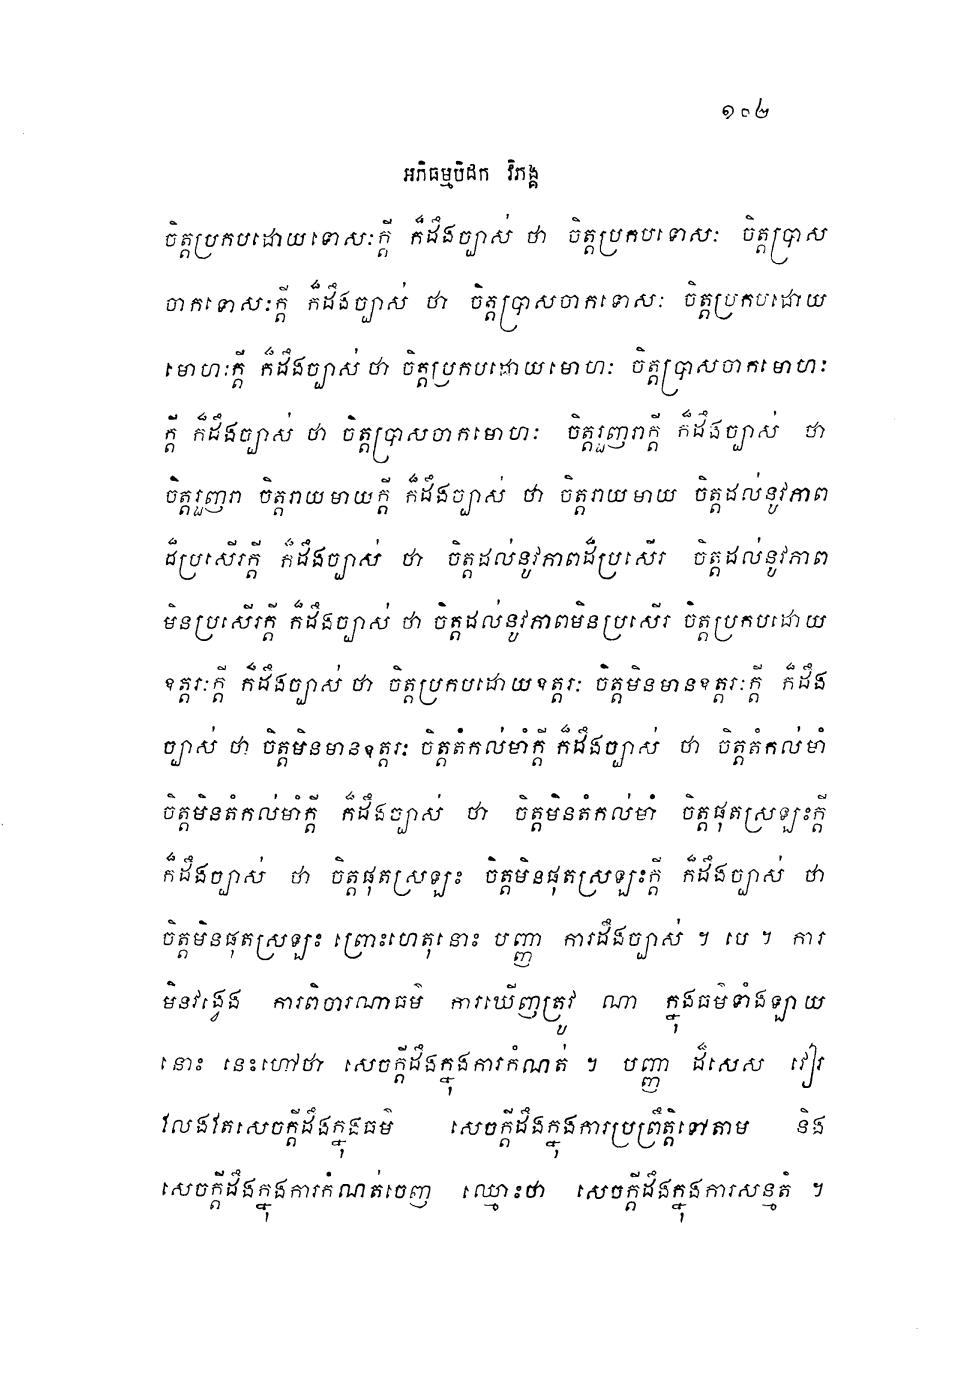 ១០២
អភិធម្មបិដក វិភង្គ
ចិត្តប្រកបដោយទោសៈក្តី ក៏ដឹងច្បាស់ ថា ចិត្តប្រកបទោសៈ ចិត្តប្រាស
ចាកទោសៈក្តី ក៏ដឹងច្បាស់ ថា ចិត្តប្រាសចាកទោសៈ ចិត្តប្រកបដោយ
មោហៈក្តី ក៏ដឹងច្បាស់ ថា ចិត្តប្រកបដោយមោហៈ ចិត្តប្រាសចាកមោហៈ
ក្តី ក៏ដឹងច្បាស់ ថា ចិត្តប្រាសចាកមោហៈ ចិត្តរួញរាក្តី ក៏ដឹងច្បាស់ ថា
ចិត្តរួញរា ចិត្តរាយមាយក្តី ក៏ដឹងច្បាស់ ថា ចិត្តរាយមាយ ចិត្តដល់នូវភាព
ដ៏ប្រសើរក្តី ក៏ដឹងច្បាស់ ថា ចិត្តដល់នូវភាពដ៏ប្រសើរ ចិត្តដល់នូវភាព
មិនប្រសើរក្តី ក៏ដឹងច្បាស់ ថា ចិត្តដល់នូវភាពមិនប្រសើរ ចិត្តប្រកបដោយ
ឧត្តរៈក្តី ក៏ដឹងច្បាស់ ថា ចិត្តប្រកបដោយឧត្តរៈ ចិត្តមិនមានឧត្តរៈក្តី ក៏ដឹង
ច្បាស់ ថា ចិត្តមិនមានឧត្តរៈ ចិត្តតំកល់មាំក្តី ក៏ដឹងច្បាស់ ថា ចិត្តតំកល់មាំ
ចិត្តមិនតំកល់មាំក្តី ក៏ដឹងច្បាស់ ថា ចិត្តមិនតំកល់មាំ ចិត្តផុតស្រឡះក្តី
ក៏ដឹងច្បាស់ ថា ចិត្តផុតស្រឡះ ចិត្តមិនផុតស្រឡះក្តី ក៏ដឹងច្បាស់ ថា
ចិត្តមិនផុតស្រឡះ ព្រោះហេតុនោះ បញ្ញា ការដឹងច្បាស់ ។ បេ ។ ការ
មិនវង្វេង ការពិចារណាធម៌ ការឃើញត្រូវ ណា ក្នុងធម៌ទាំងឡាយ
នោះ នេះហៅថា សេចក្តីដឹងក្នុងការកំណត់ ។ បញ្ញា ដ៏សេស វៀរ
លែងតែសេចក្តីដឹងក្នុងធម៌ សេចក្តីដឹងក្នុងការប្រព្រឹត្តិទៅតាម និង
សេចក្តីដឹងក្នុងការកំណត់ចេញ ឈ្មោះថា សេចក្តីដឹងក្នុងការសន្មតិ ។